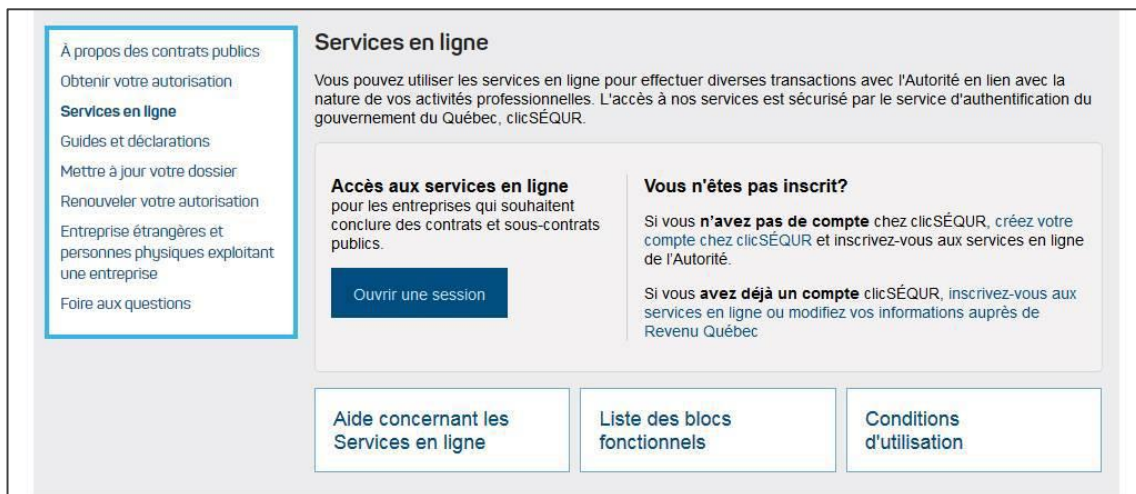 À propos des contrats publics
Obtenir votre autorisation
Services en ligne
Guides et déclarations
Mettre à jour votre dossier
Renouveler votre autorisation
Entreprise étrangères et
personnes physiques exploitant
une entreprise
Foire aux questions
Services en ligne
Vous pouvez utiliser les services en ligne pour effectuer diverses transactions avec l'Autorité en lien avec la
nature de vos activités professionnelles. L'accès à nos services est sécurisé par le service d'authentification du
gouvernement du Québec, clicSÉQUR.
Accès aux services en ligne
pour les entreprises qui souhaitent
conclure des contrats et sous-contrats
publics.
Ouvrir une session
Vous n'êtes pas inscrit?
Si vous n'avez pas de compte chez clicSÉQUR, créez votre
compte chez clicSÉQUR et inscrivez-vous aux services en ligne
de l'Autorité.
Si vous avez déjà un compte clicSÉQUR, inscrivez-vous aux
services en ligne ou modifiez vos informations auprès de
Revenu Québec
Aide concernant les
Services en ligne
Liste des blocs
fonctionnels
Conditions
d'utilisation